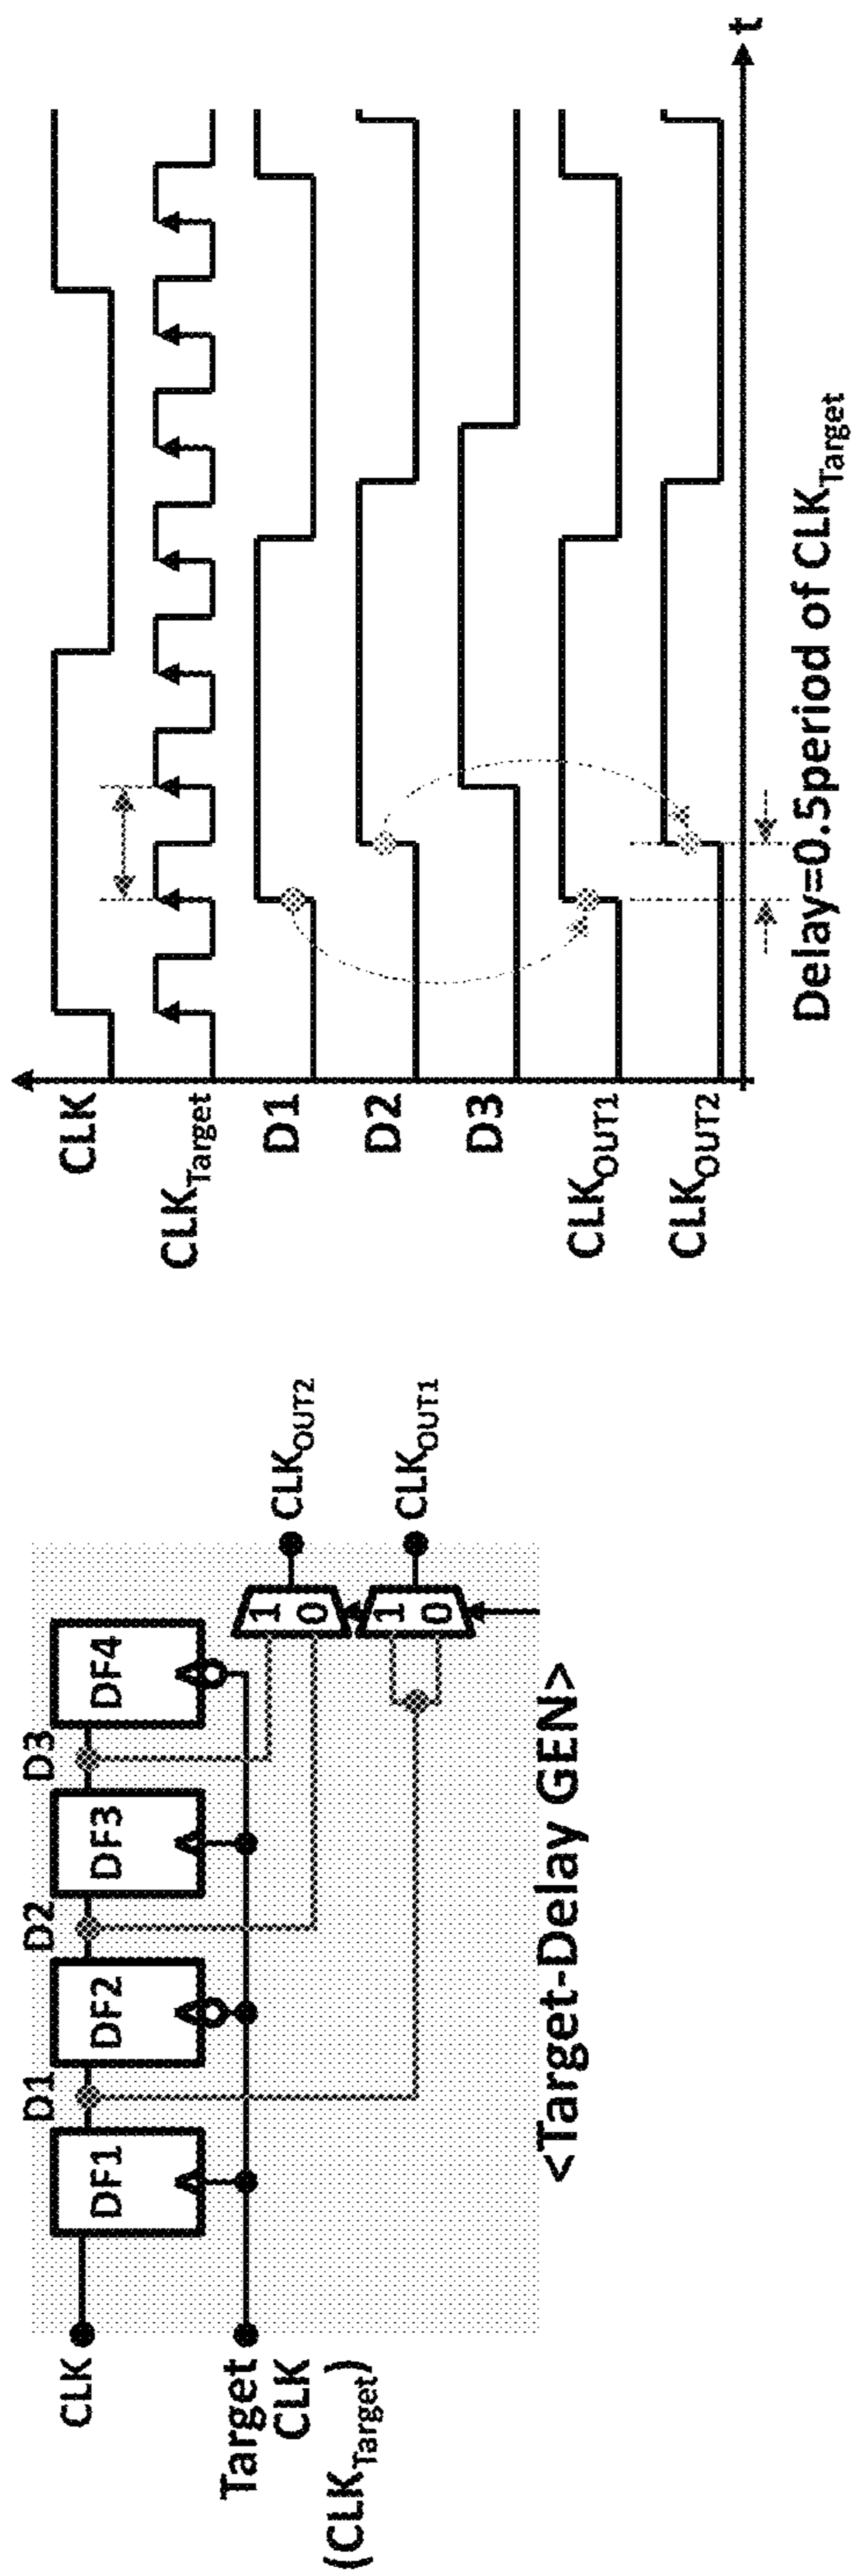 D1
D2
D3
CLK
DF1
DF2
DF3
DF4
Target
CLK
(CLK_Target)
1
0
CLK_OUT2
1
0
CLK_OUT1
<Target-Delay GEN>
CLK
CLK_Target
D1
D2
D3
CLK_OUT1
CLK_OUT2
t
Delay=0.5period of CLK_Target